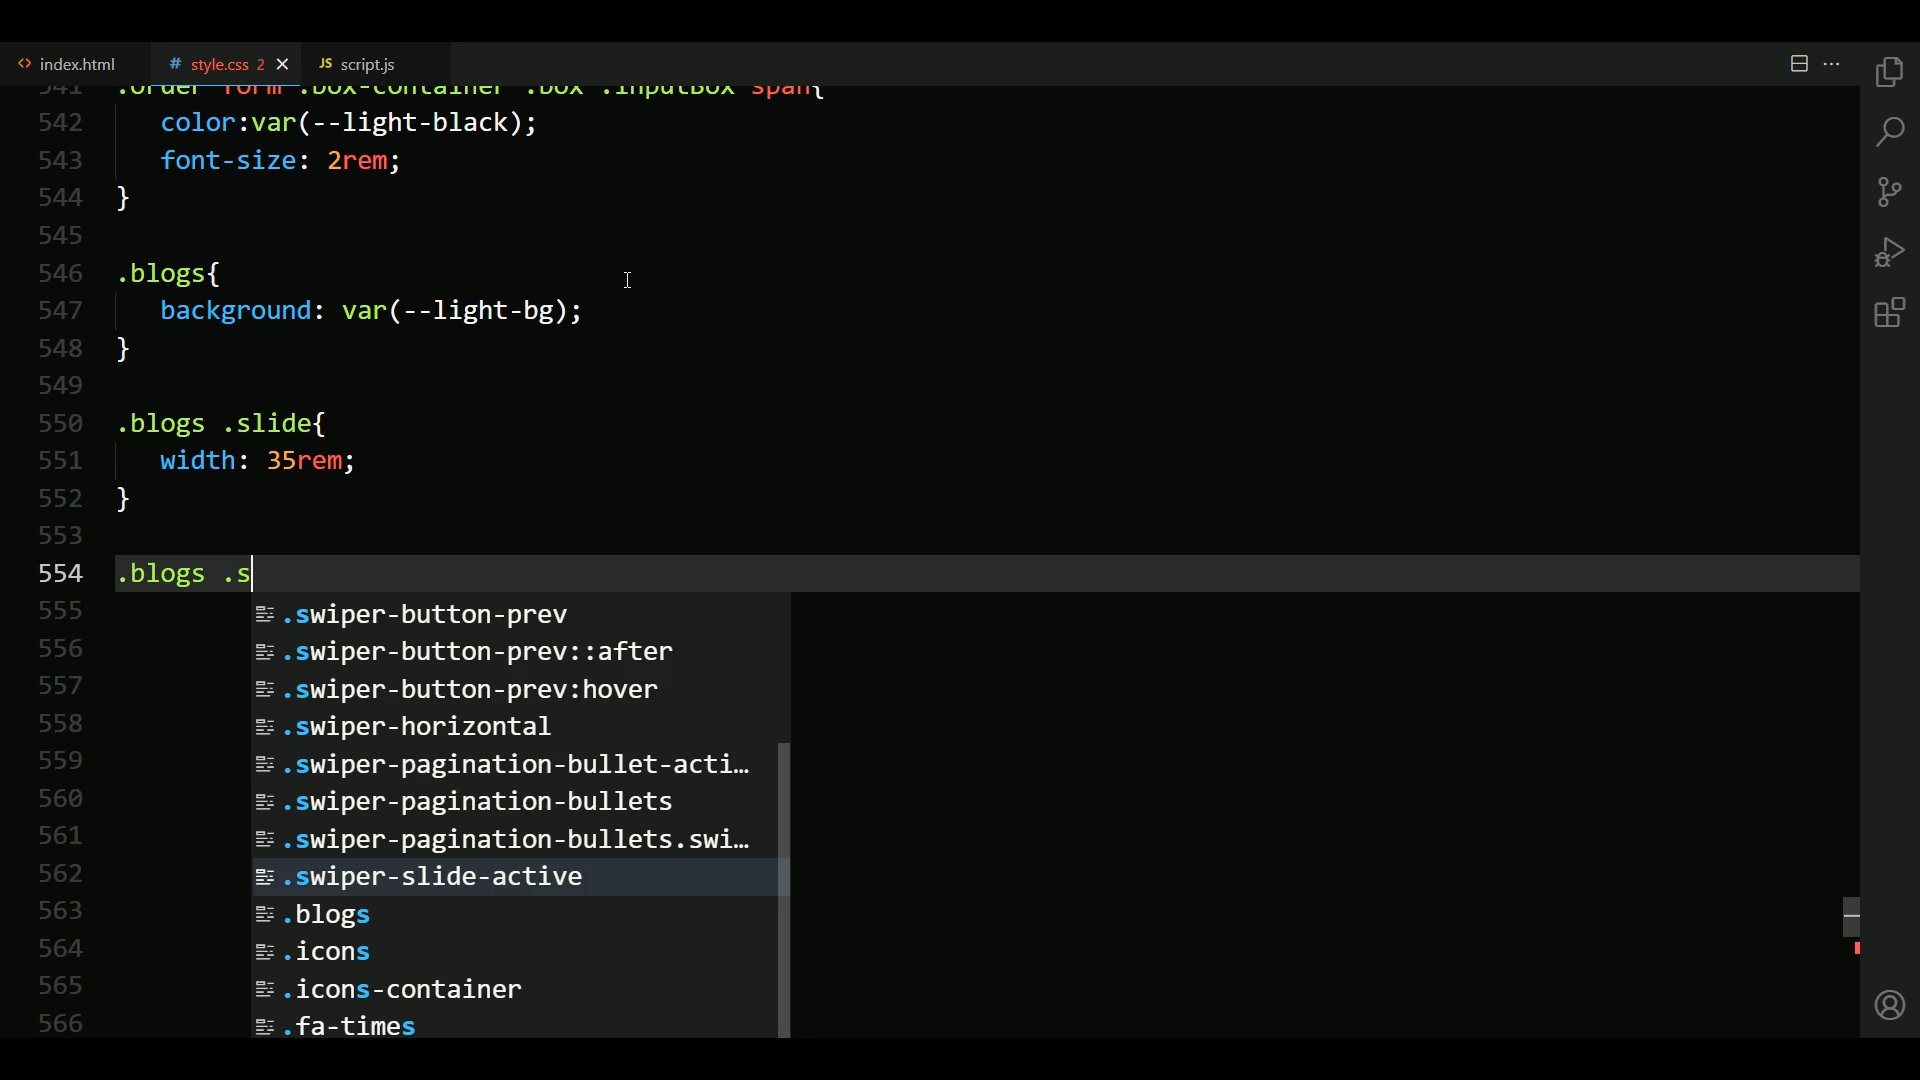 <> index.html # style.css 2 × JS script.js ···
541 .order form .box-container .box .inputBox span{
542 color:var(--light-black);
543 font-size: 2rem;
544 }
545
546 .blogs{
547 background: var(--light-bg);
548 }
549
550 .blogs .slide{
551 width: 35rem;
552 }
553
554 .blogs .s
555 .swiper-button-prev
556 .swiper-button-prev::after
557 .swiper-button-prev:hover
558 .swiper-horizontal
559 .swiper-pagination-bullet-acti…
560 .swiper-pagination-bullets
561 .swiper-pagination-bullets.swi…
562 .swiper-slide-active
563 .blogs
564 .icons
565 .icons-container
566 .fa-times